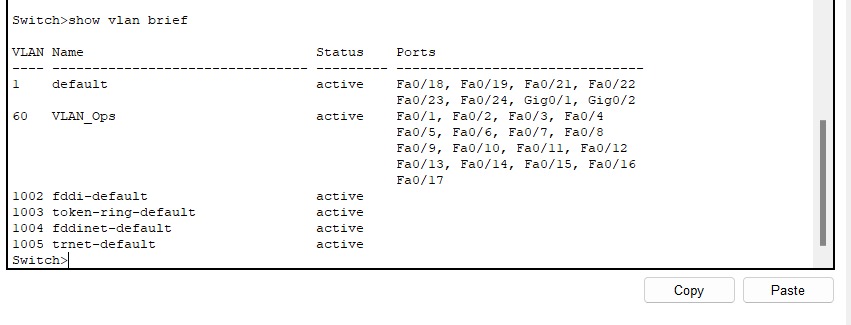 Switch>show vlan brief
VLAN Name                             Status    Ports
---- -------------------------------- --------- -------------------------------
1    default                          active    Fa0/18, Fa0/19, Fa0/21, Fa0/22
                                                Fa0/23, Fa0/24, Gig0/1, Gig0/2
60   VLAN_Ops                         active    Fa0/1, Fa0/2, Fa0/3, Fa0/4
                                                Fa0/5, Fa0/6, Fa0/7, Fa0/8
                                                Fa0/9, Fa0/10, Fa0/11, Fa0/12
                                                Fa0/13, Fa0/14, Fa0/15, Fa0/16
                                                Fa0/17
1002 fddi-default                     active
1003 token-ring-default               active
1004 fddinet-default                  active
1005 trnet-default                    active
Switch>
Copy Paste